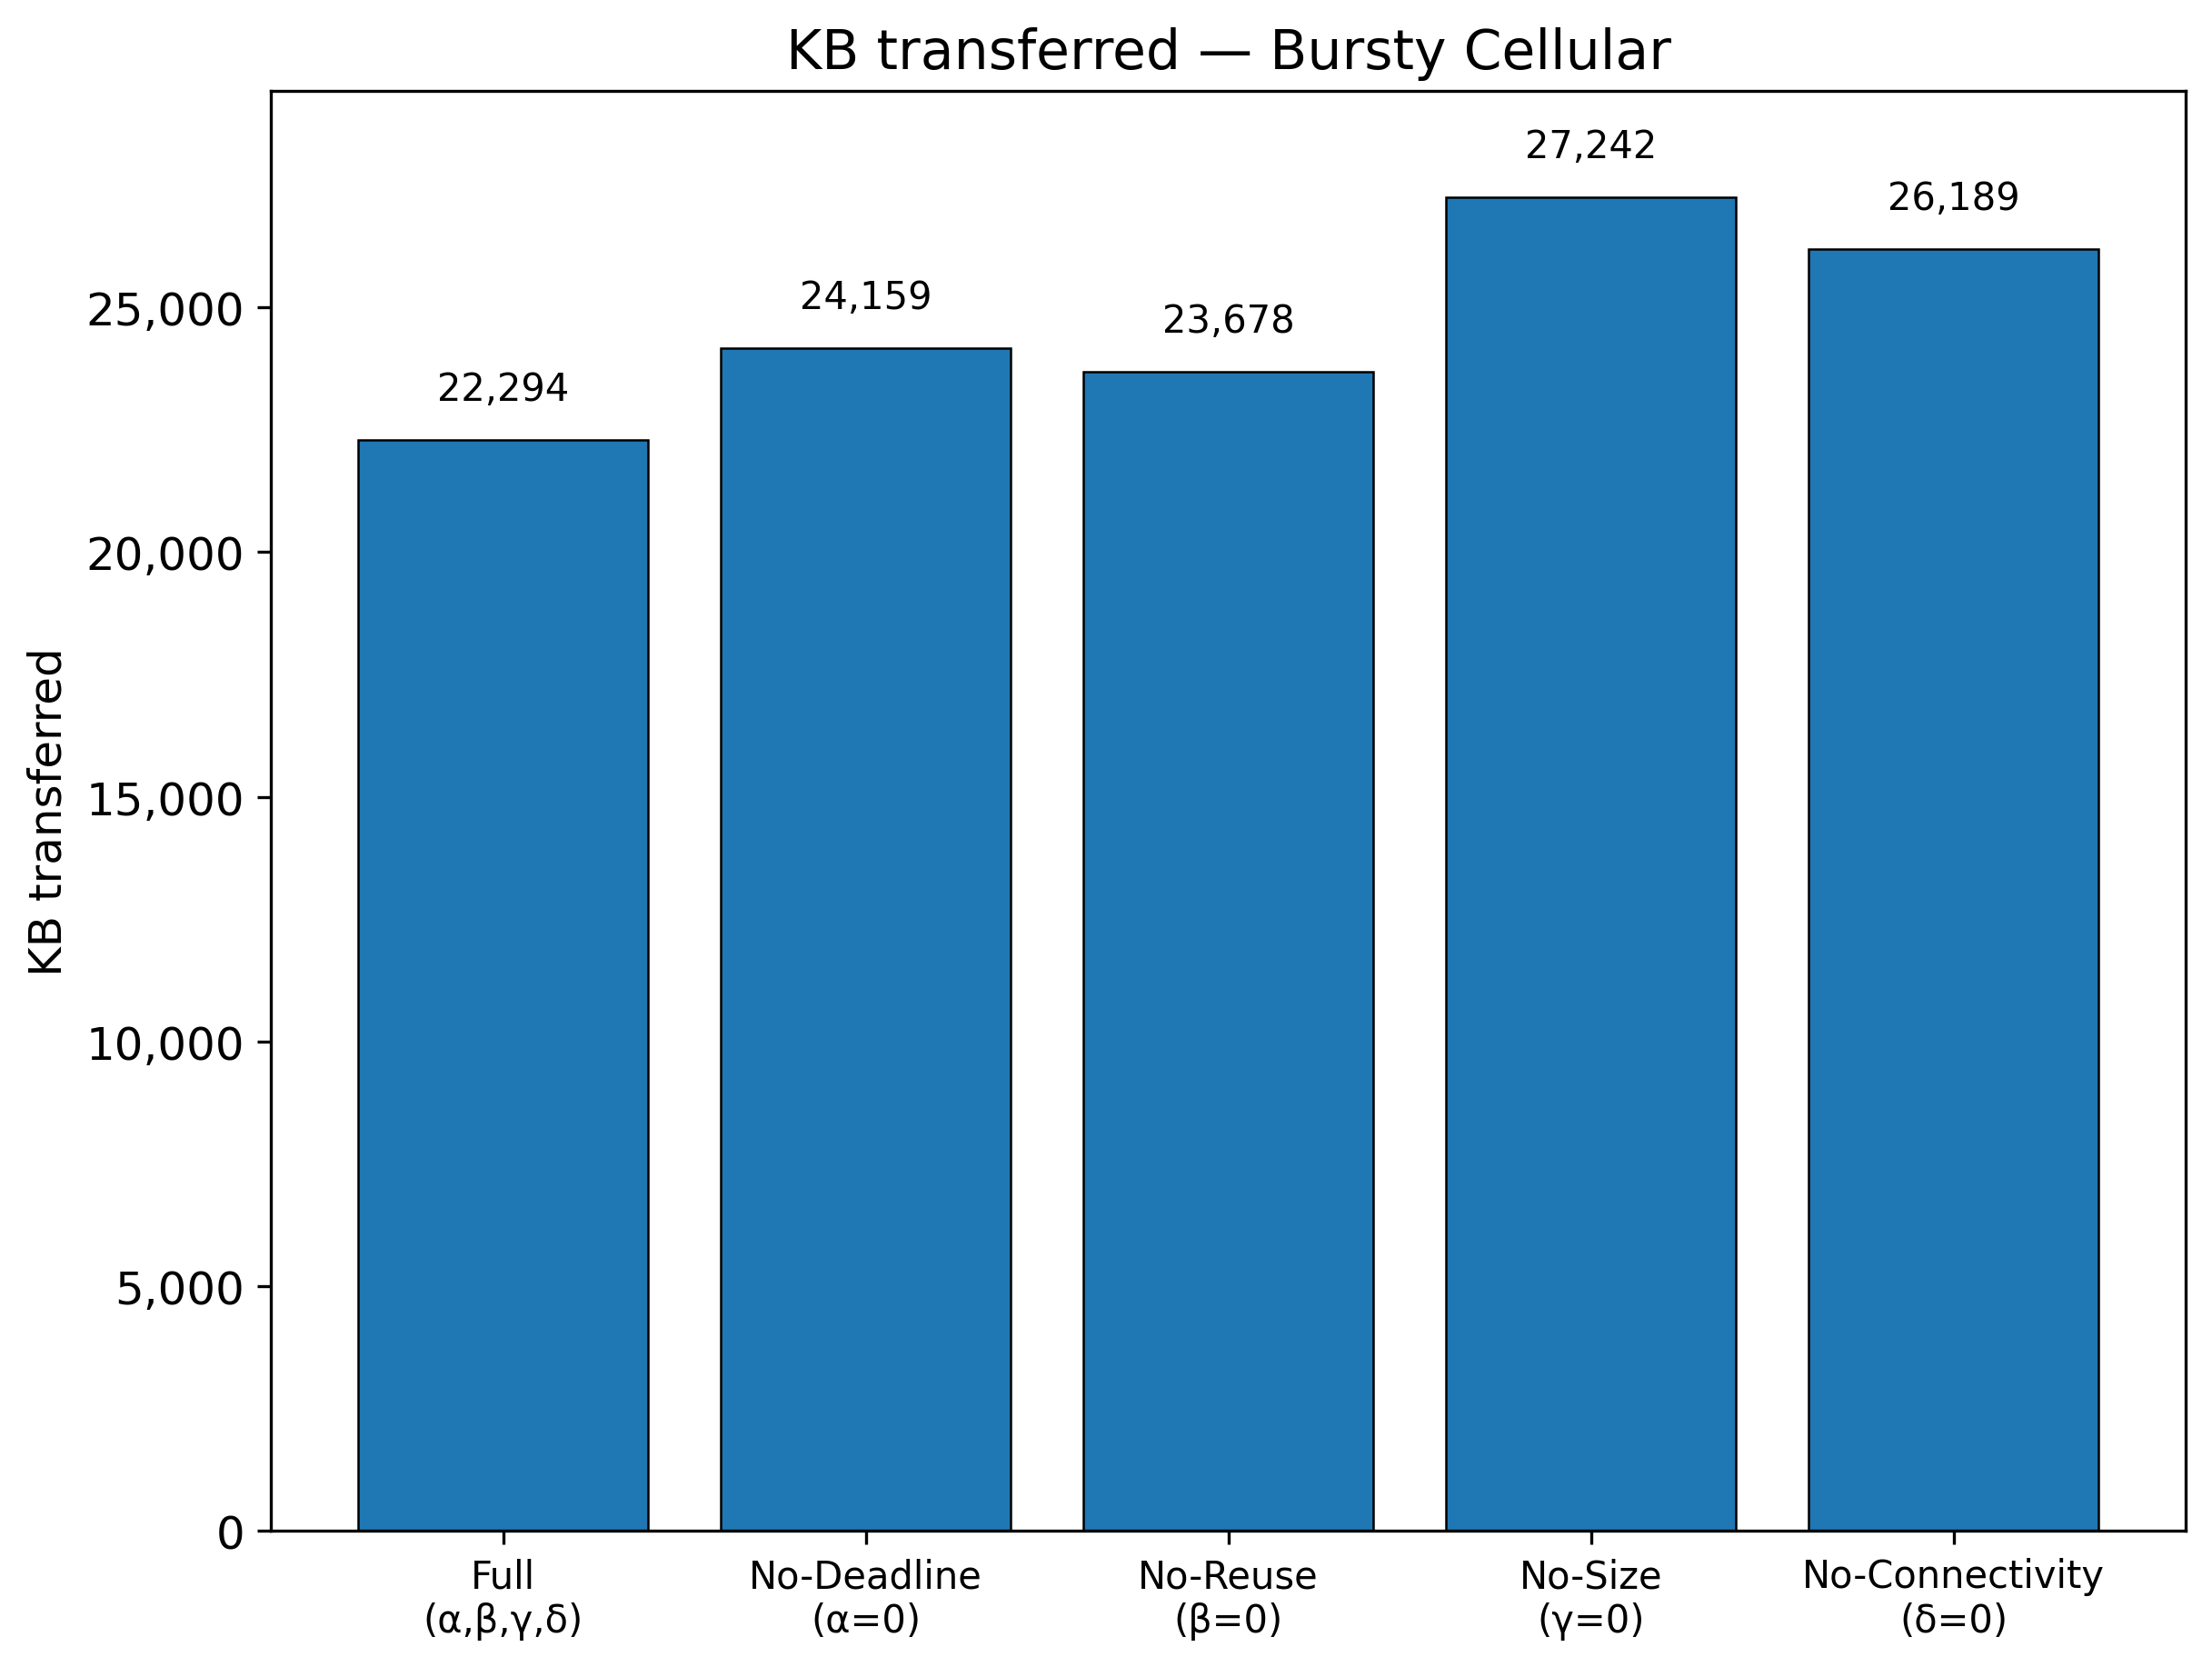 KB transferred — Bursty Cellular
KB transferred
25,000
20,000
15,000
10,000
5,000
0
22,294
24,159
23,678
27,242
26,189
Full
(α,β,γ,δ)
No-Deadline
(α=0)
No-Reuse
(β=0)
No-Size
(γ=0)
No-Connectivity
(δ=0)